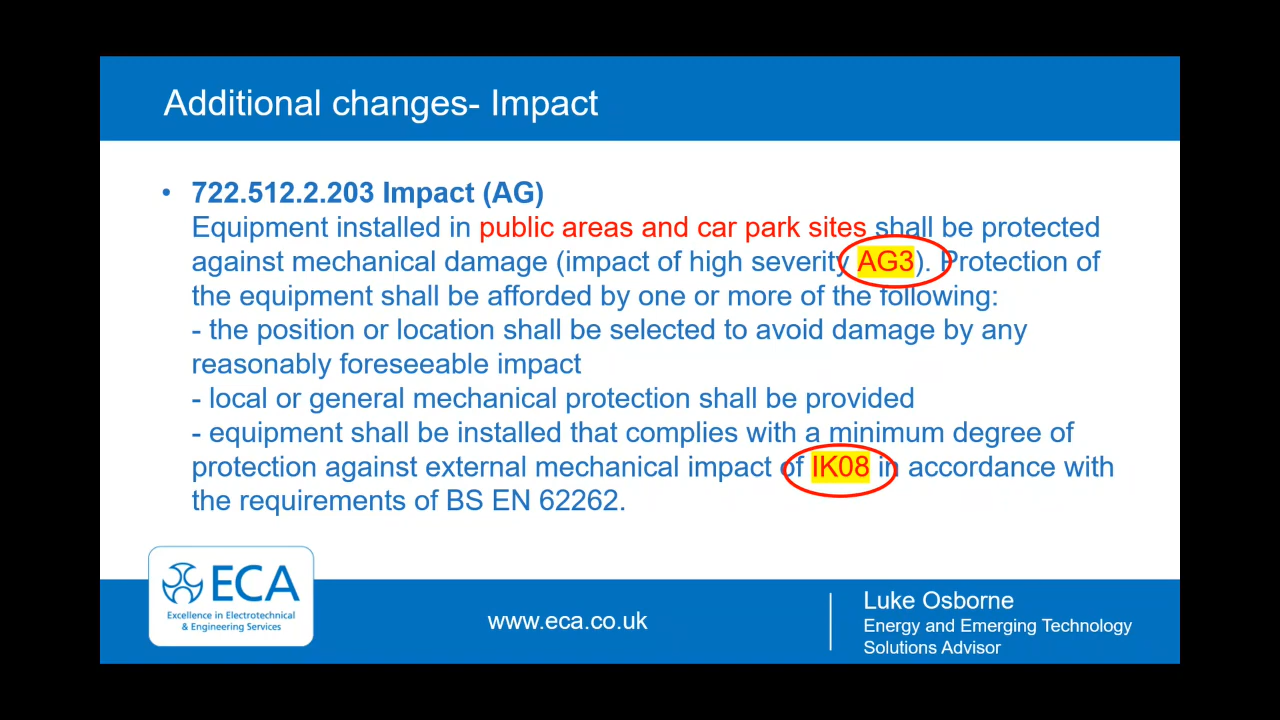 Additional changes- Impact
• 722.512.2.203 Impact (AG)
Equipment installed in public areas and car park sites shall be protected
against mechanical damage (impact of high severity AG3). Protection of
the equipment shall be afforded by one or more of the following:
- the position or location shall be selected to avoid damage by any
reasonably foreseeable impact
- local or general mechanical protection shall be provided
- equipment shall be installed that complies with a minimum degree of
protection against external mechanical impact of IK08 in accordance with
the requirements of BS EN 62262.
ECA
Excellence in Electrotechnical
& Engineering Services
www.eca.co.uk
Luke Osborne
Energy and Emerging Technology
Solutions Advisor